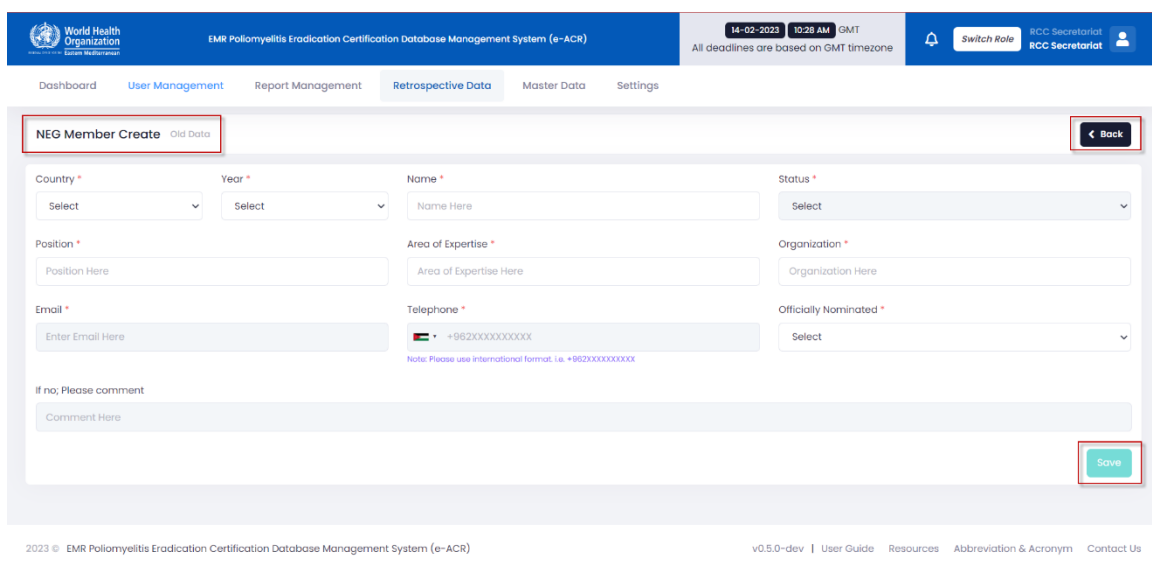 World Health
Organization
Eastern Mediterranean
EMR Poliomyelitis Eradication Certification Database Management System (e-ACR)
14-02-2023 10:28 AM GMT
All deadlines are based on GMT timezone
Switch Role
RCC Secretariat
RCC Secretariat
Dashboard User Management Report Management Retrospective Data Master Data Settings
NEG Member Create Old Data
Back
Country * Year * Name * Status *
Select Select Name Here Select
Position * Area of Expertise * Organization *
Position Here Area of Expertise Here Organization Here
Email * Telephone * Officially Nominated *
Enter Email Here +962XXXXXXXXXX Select
Note: Please use international format. i.e. +962XXXXXXXXXX
If no; Please comment
Comment Here
Save
2023 © EMR Poliomyelitis Eradication Certification Database Management System (e-ACR) v0.5.0-dev | User Guide Resources Abbreviation & Acronym Contact Us